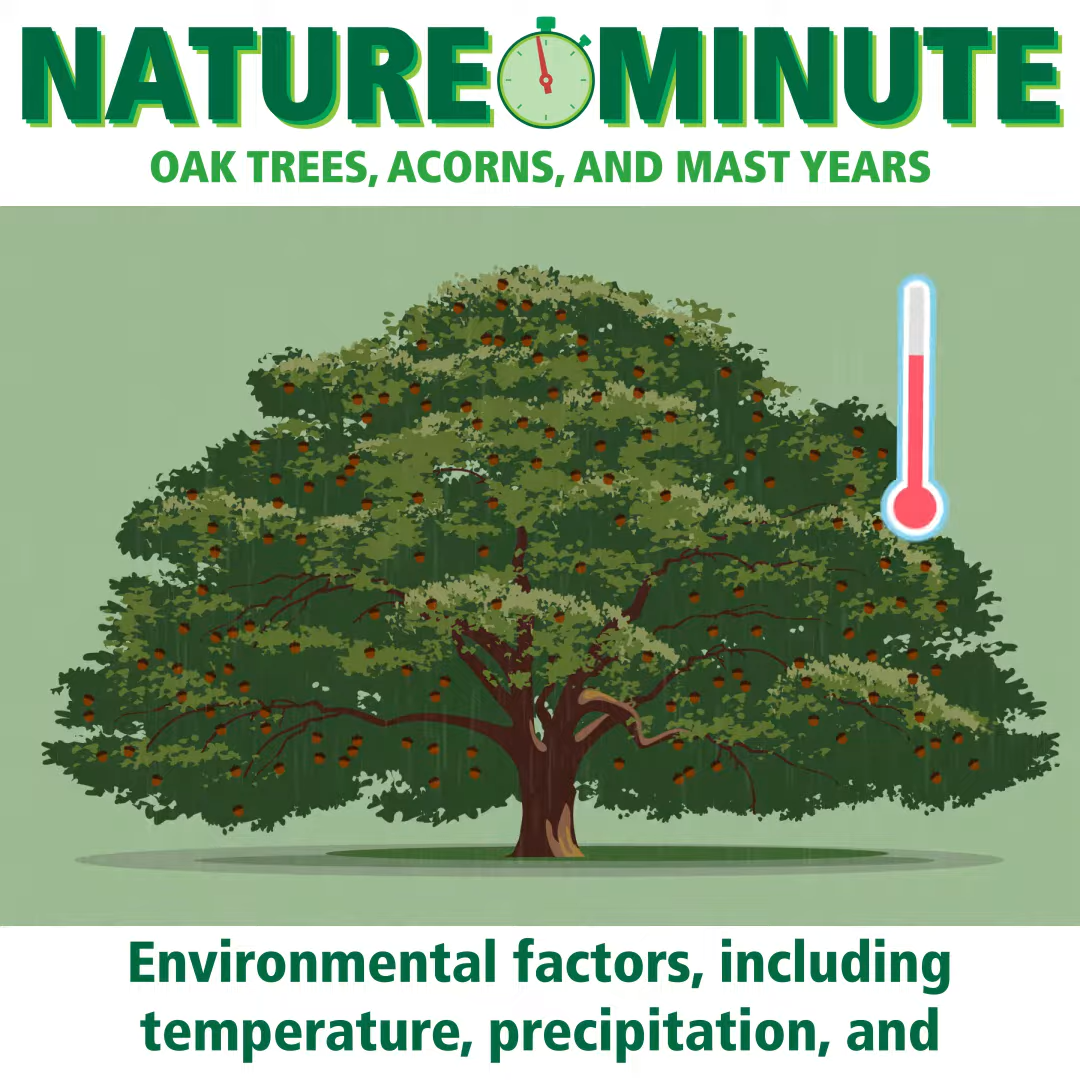 NATURE MINUTE
OAK TREES, ACORNS, AND MAST YEARS
Environmental factors, including
temperature, precipitation, and